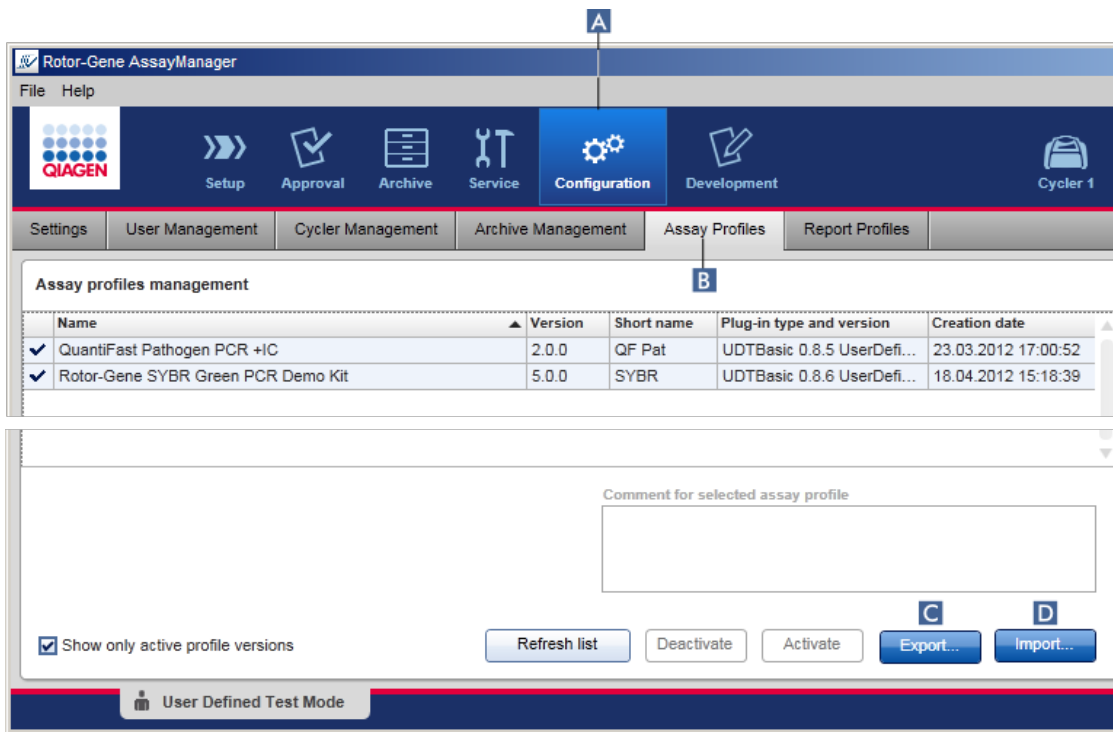 A
Rotor-Gene AssayManager
File Help
QIAGEN
Setup Approval Archive Service Configuration Development Cycler 1
Settings User Management Cycler Management Archive Management Assay Profiles Report Profiles
B
Assay profiles management
Name Version Short name Plug-in type and version Creation date
QuantiFast Pathogen PCR +IC 2.0.0 QF Pat UDTBasic 0.8.5 UserDefi... 23.03.2012 17:00:52
Rotor-Gene SYBR Green PCR Demo Kit 5.0.0 SYBR UDTBasic 0.8.6 UserDefi... 18.04.2012 15:18:39
Comment for selected assay profile
C D
Show only active profile versions Refresh list Deactivate Activate Export... Import...
User Defined Test Mode